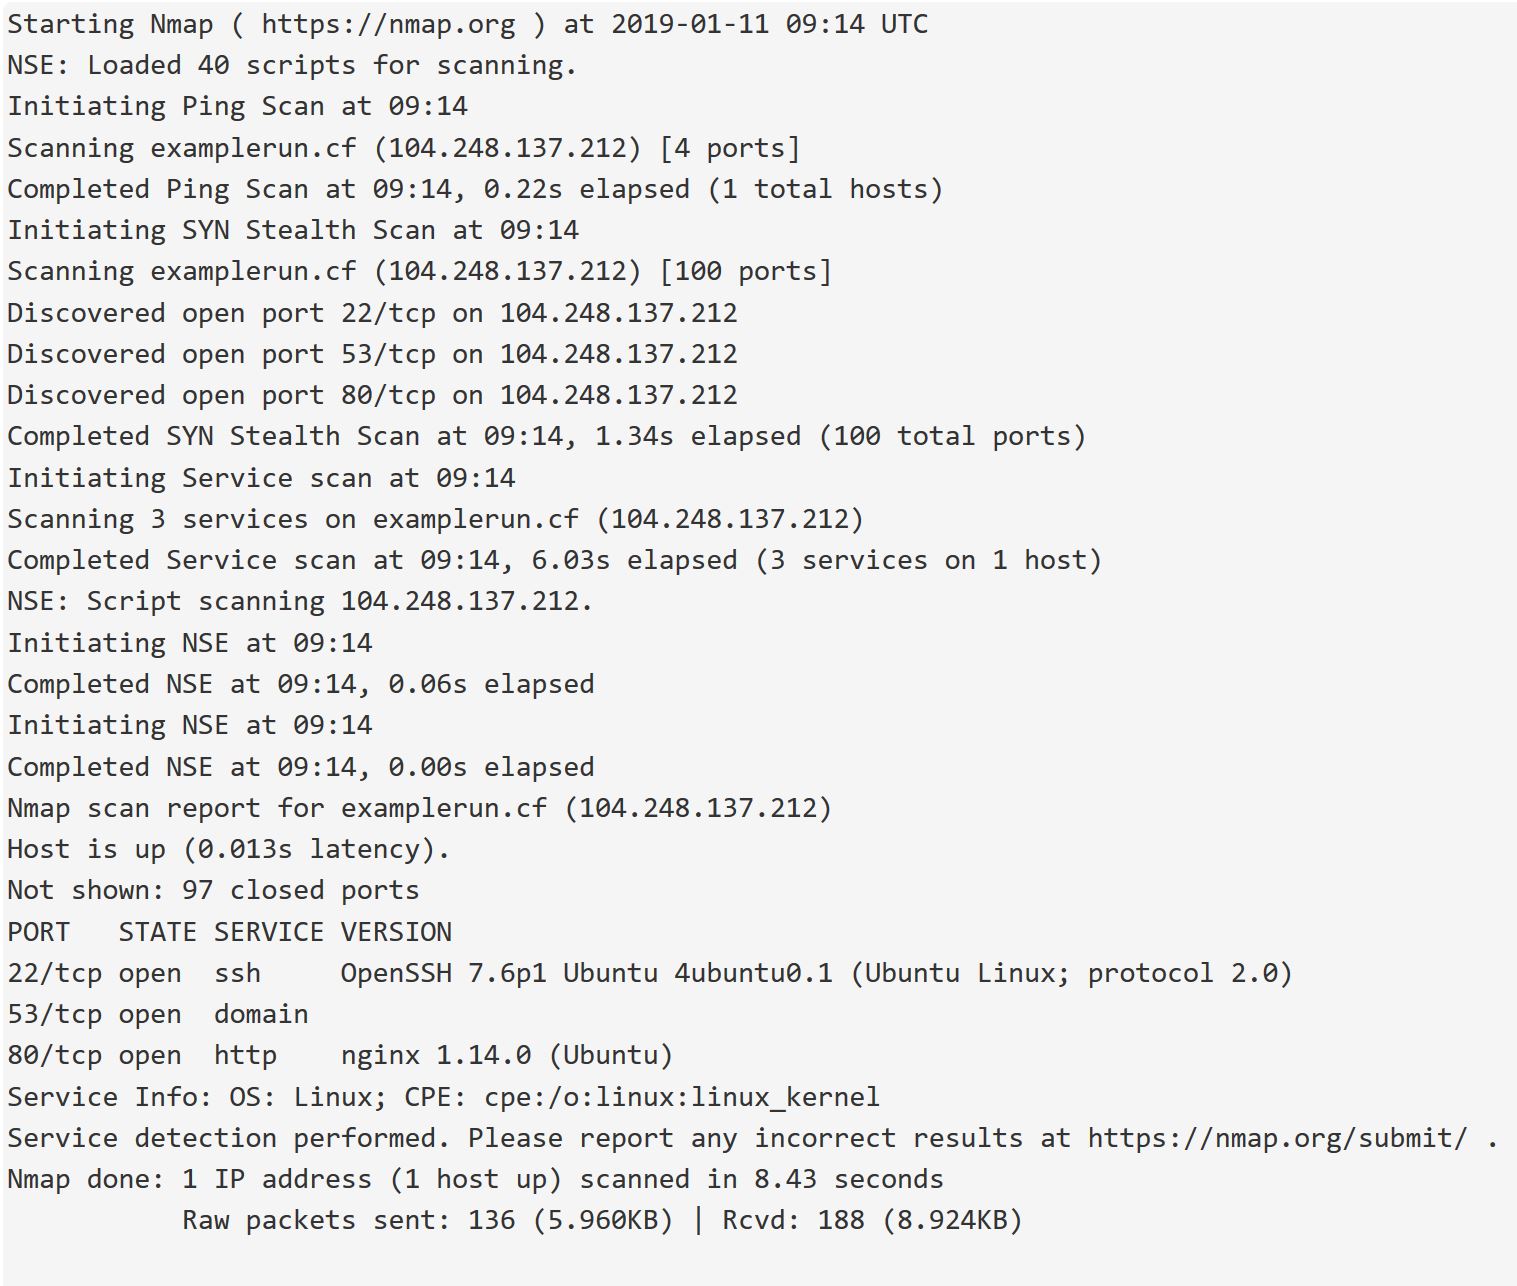 Starting Nmap ( https://nmap.org ) at 2019-01-11 09:14 UTC
NSE: Loaded 40 scripts for scanning.
Initiating Ping Scan at 09:14
Scanning examplerun.cf (104.248.137.212) [4 ports]
Completed Ping Scan at 09:14, 0.22s elapsed (1 total hosts)
Initiating SYN Stealth Scan at 09:14
Scanning examplerun.cf (104.248.137.212) [100 ports]
Discovered open port 22/tcp on 104.248.137.212
Discovered open port 53/tcp on 104.248.137.212
Discovered open port 80/tcp on 104.248.137.212
Completed SYN Stealth Scan at 09:14, 1.34s elapsed (100 total ports)
Initiating Service scan at 09:14
Scanning 3 services on examplerun.cf (104.248.137.212)
Completed Service scan at 09:14, 6.03s elapsed (3 services on 1 host)
NSE: Script scanning 104.248.137.212.
Initiating NSE at 09:14
Completed NSE at 09:14, 0.06s elapsed
Initiating NSE at 09:14
Completed NSE at 09:14, 0.00s elapsed
Nmap scan report for examplerun.cf (104.248.137.212)
Host is up (0.013s latency).
Not shown: 97 closed ports
PORT   STATE SERVICE VERSION
22/tcp open  ssh     OpenSSH 7.6p1 Ubuntu 4ubuntu0.1 (Ubuntu Linux; protocol 2.0)
53/tcp open  domain
80/tcp open  http    nginx 1.14.0 (Ubuntu)
Service Info: OS: Linux; CPE: cpe:/o:linux:linux_kernel
Service detection performed. Please report any incorrect results at https://nmap.org/submit/ .
Nmap done: 1 IP address (1 host up) scanned in 8.43 seconds
           Raw packets sent: 136 (5.960KB) | Rcvd: 188 (8.924KB)